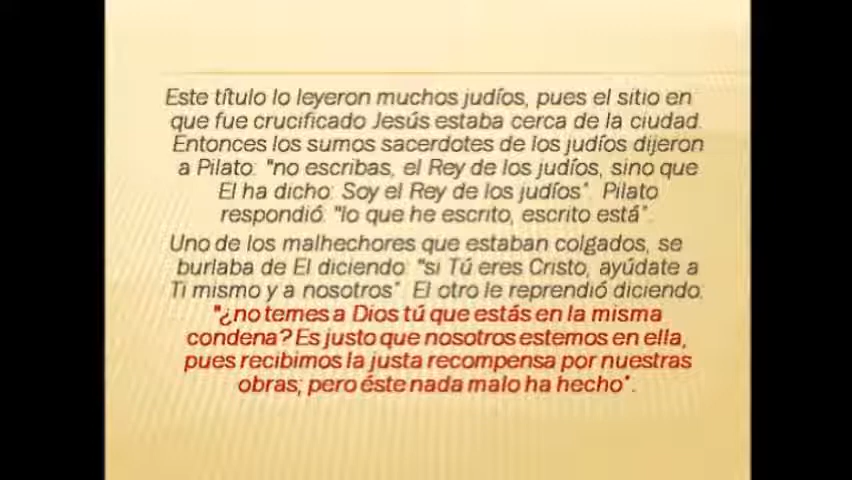 Este título lo leyeron muchos judíos, pues el sitio en
que fue crucificado Jesús estaba cerca de la ciudad.
Entonces los sumos sacerdotes de los judíos dijeron
a Pilato: "no escribas, el Rey de los judíos, sino que
El ha dicho: Soy el Rey de los judíos". Pilato
respondió: "lo que he escrito, escrito está".
Uno de los malhechores que estaban colgados, se
burlaba de El diciendo: "si Tú eres Cristo, ayúdate a
Ti mismo y a nosotros". El otro le reprendió diciendo:
"¿no temes a Dios tú que estás en la misma
condena? Es justo que nosotros estemos en ella,
pues recibimos la justa recompensa por nuestras
obras; pero éste nada malo ha hecho".